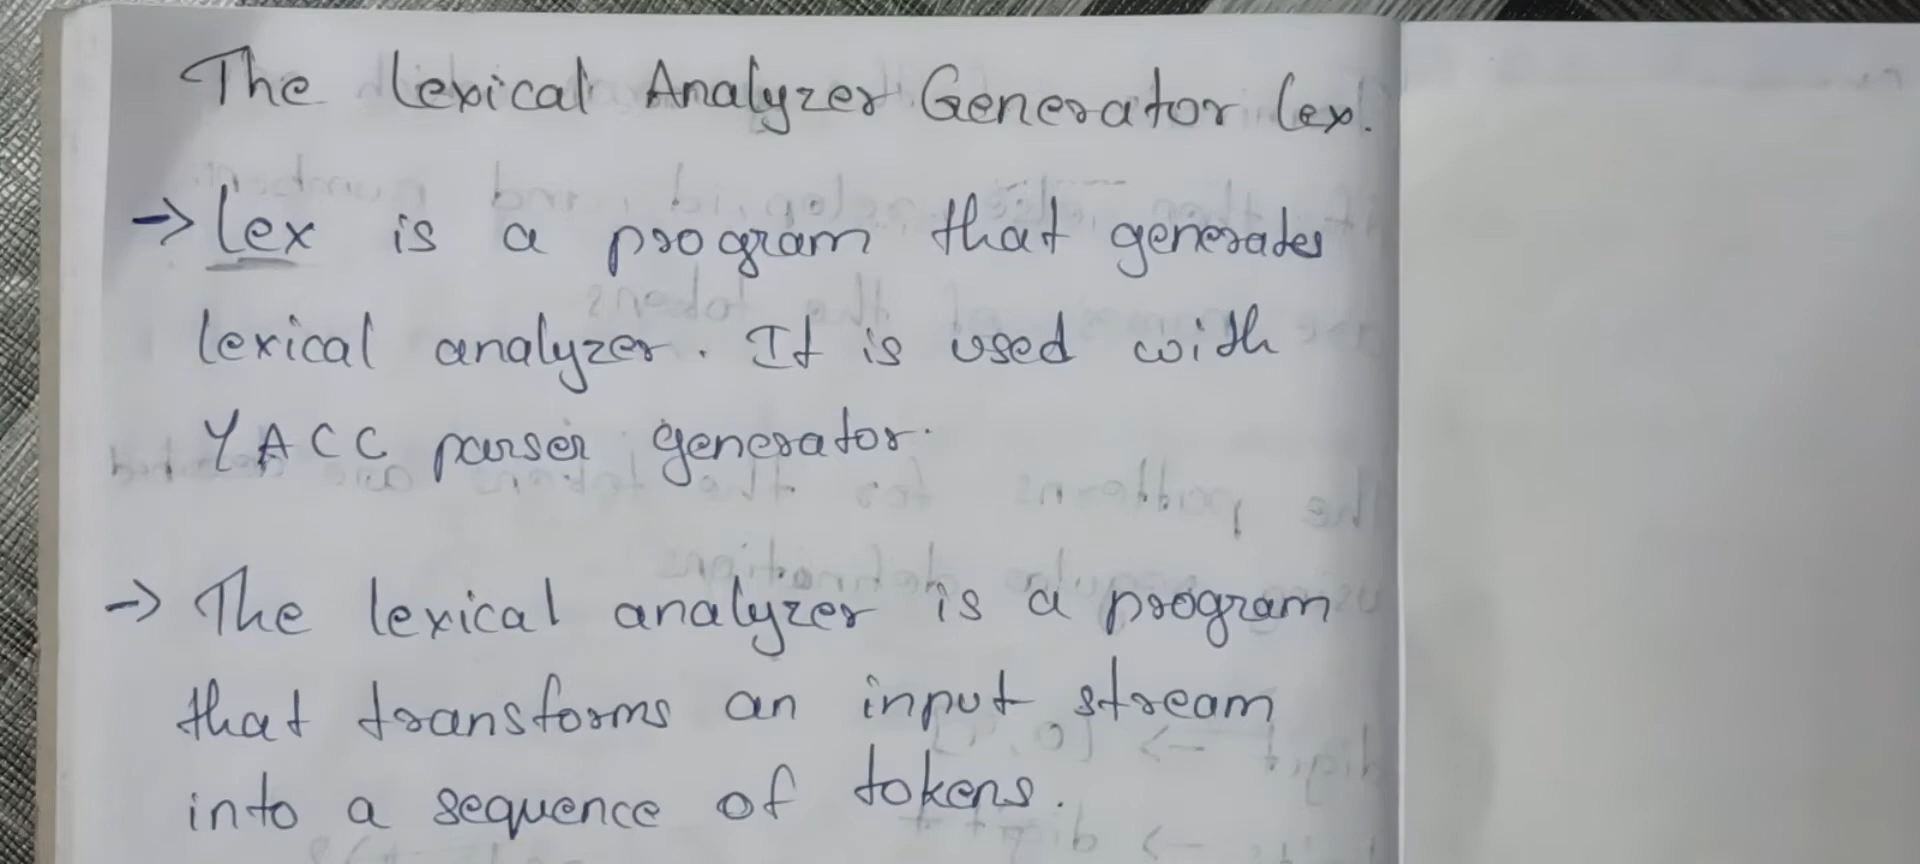 The Lexical Analyzer Generator Lex.
→ Lex is a program that generates
lexical analyzer. It is used with
YACC parser generator.
→ The lexical analyzer is a program
that transforms an input stream
into a sequence of tokens.